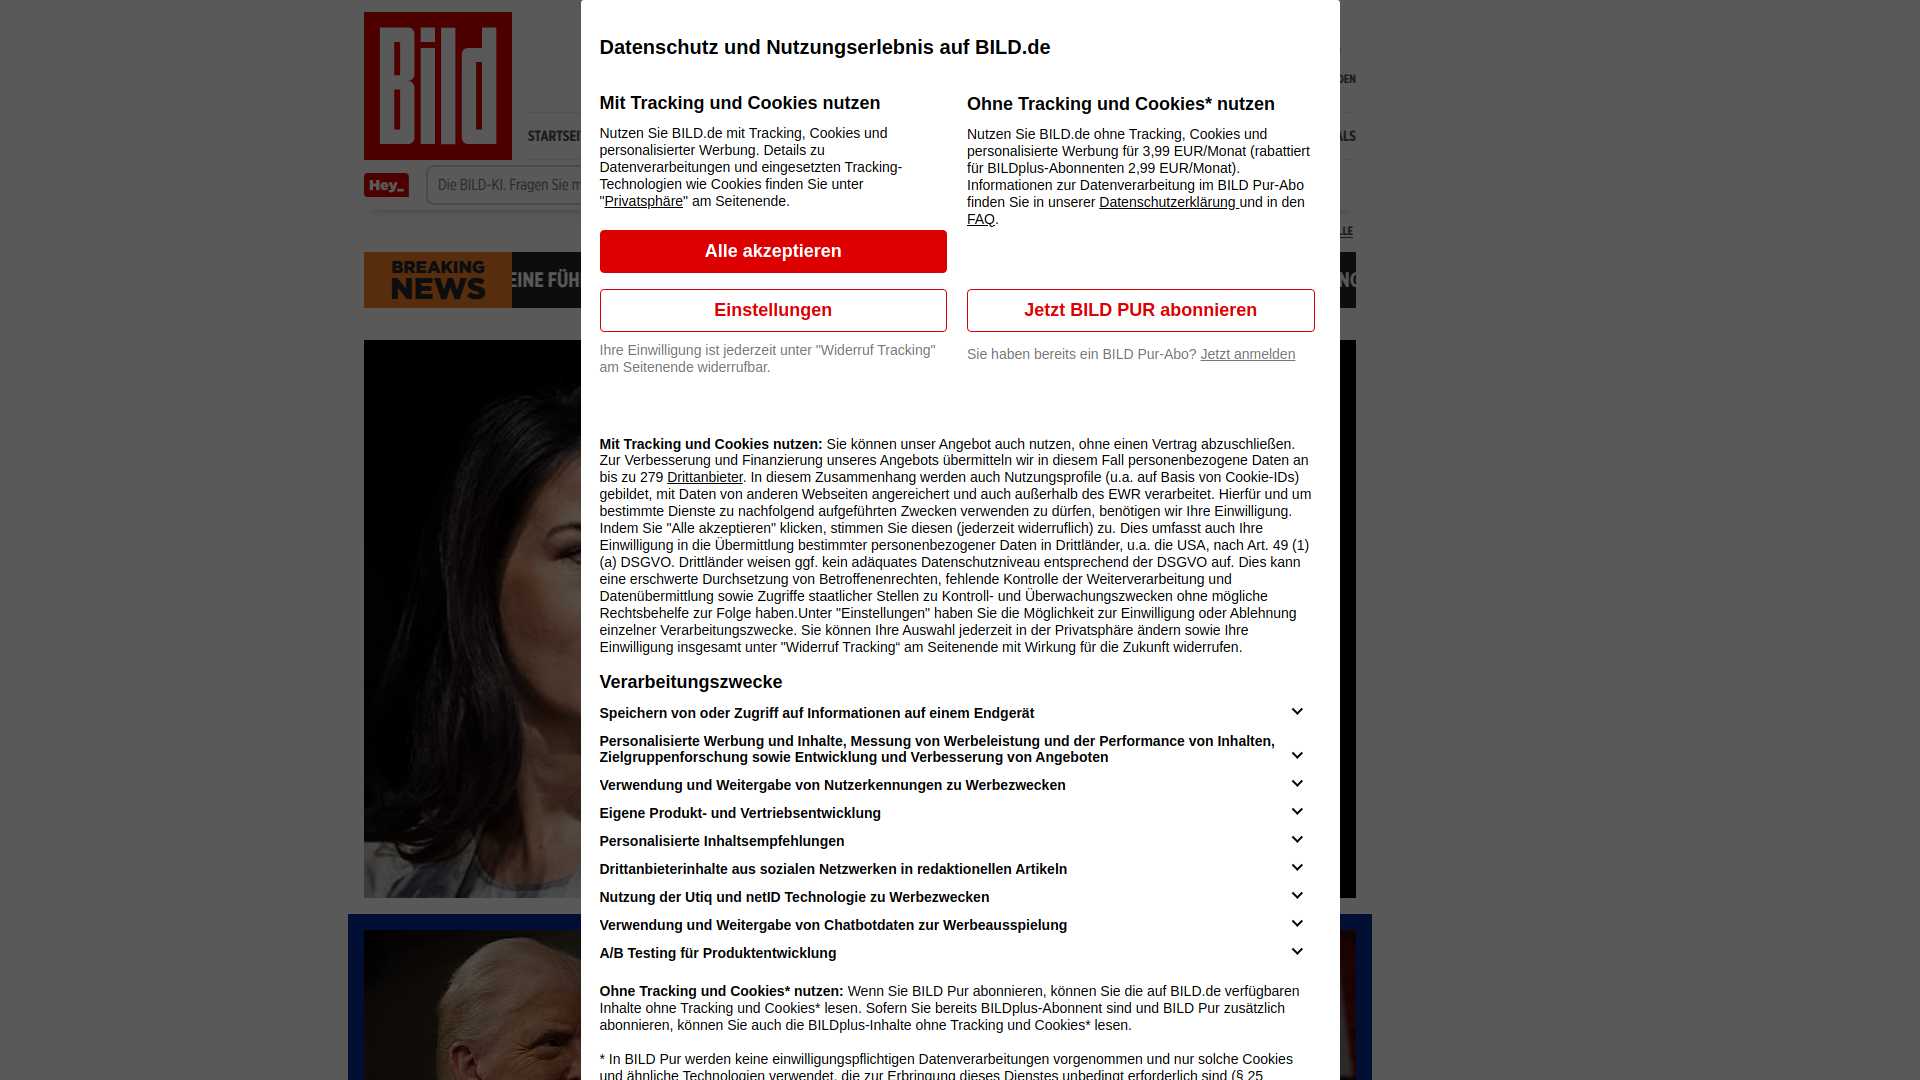 Bild
STARTSEI
Hey_
Die BILD-KI. Fragen Sie m
BREAKING
NEWS
EINE FÜH
Datenschutz und Nutzungserlebnis auf BILD.de
Mit Tracking und Cookies nutzen
Nutzen Sie BILD.de mit Tracking, Cookies und
personalisierter Werbung. Details zu
Datenverarbeitungen und eingesetzten Tracking-
Technologien wie Cookies finden Sie unter
"Privatsphäre" am Seitenende.
Alle akzeptieren
Einstellungen
Ihre Einwilligung ist jederzeit unter "Widerruf Tracking"
am Seitenende widerrufbar.
Ohne Tracking und Cookies* nutzen
Nutzen Sie BILD.de ohne Tracking, Cookies und
personalisierte Werbung für 3,99 EUR/Monat (rabattiert
für BILDplus-Abonnenten 2,99 EUR/Monat).
Informationen zur Datenverarbeitung im BILD Pur-Abo
finden Sie in unserer Datenschutzerklärung und in den
FAQ.
Jetzt BILD PUR abonnieren
Sie haben bereits ein BILD Pur-Abo? Jetzt anmelden
Mit Tracking und Cookies nutzen: Sie können unser Angebot auch nutzen, ohne einen Vertrag abzuschließen.
Zur Verbesserung und Finanzierung unseres Angebots übermitteln wir in diesem Fall personenbezogene Daten an
bis zu 279 Drittanbieter. In diesem Zusammenhang werden auch Nutzungsprofile (u.a. auf Basis von Cookie-IDs)
gebildet, mit Daten von anderen Webseiten angereichert und auch außerhalb des EWR verarbeitet. Hierfür und um
bestimmte Dienste zu nachfolgend aufgeführten Zwecken verwenden zu dürfen, benötigen wir Ihre Einwilligung.
Indem Sie "Alle akzeptieren" klicken, stimmen Sie diesen (jederzeit widerruflich) zu. Dies umfasst auch Ihre
Einwilligung in die Übermittlung bestimmter personenbezogener Daten in Drittländer, u.a. die USA, nach Art. 49 (1)
(a) DSGVO. Drittländer weisen ggf. kein adäquates Datenschutzniveau entsprechend der DSGVO auf. Dies kann
eine erschwerte Durchsetzung von Betroffenenrechten, fehlende Kontrolle der Weiterverarbeitung und
Datenübermittlung sowie Zugriffe staatlicher Stellen zu Kontroll- und Überwachungszwecken ohne mögliche
Rechtsbehelfe zur Folge haben.Unter "Einstellungen" haben Sie die Möglichkeit zur Einwilligung oder Ablehnung
einzelner Verarbeitungszwecke. Sie können Ihre Auswahl jederzeit in der Privatsphäre ändern sowie Ihre
Einwilligung insgesamt unter "Widerruf Tracking“ am Seitenende mit Wirkung für die Zukunft widerrufen.
Verarbeitungszwecke
Speichern von oder Zugriff auf Informationen auf einem Endgerät
Personalisierte Werbung und Inhalte, Messung von Werbeleistung und der Performance von Inhalten,
Zielgruppenforschung sowie Entwicklung und Verbesserung von Angeboten
Verwendung und Weitergabe von Nutzerkennungen zu Werbezwecken
Eigene Produkt- und Vertriebsentwicklung
Personalisierte Inhaltsempfehlungen
Drittanbieterinhalte aus sozialen Netzwerken in redaktionellen Artikeln
Nutzung der Utiq und netID Technologie zu Werbezwecken
Verwendung und Weitergabe von Chatbotdaten zur Werbeausspielung
A/B Testing für Produktentwicklung
Ohne Tracking und Cookies* nutzen: Wenn Sie BILD Pur abonnieren, können Sie die auf BILD.de verfügbaren
Inhalte ohne Tracking und Cookies* lesen. Sofern Sie bereits BILDplus-Abonnent sind und BILD Pur zusätzlich
abonnieren, können Sie auch die BILDplus-Inhalte ohne Tracking und Cookies* lesen.
* In BILD Pur werden keine einwilligungspflichtigen Datenverarbeitungen vorgenommen und nur solche Cookies
und ähnliche Technologien verwendet, die zur Erbringung dieses Dienstes unbedingt erforderlich sind (§ 25